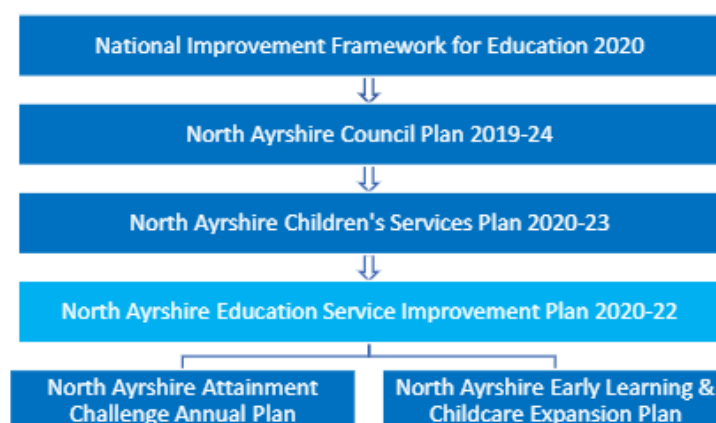 National Improvement Framework for Education 2020
North Ayrshire Council Plan 2019-24
North Ayrshire Children's Services Plan 2020-23
North Ayrshire Education Service Improvement Plan 2020-22
North Ayrshire Attainment
Challenge Annual Plan
North Ayrshire Early Learning &
Childcare Expansion Plan